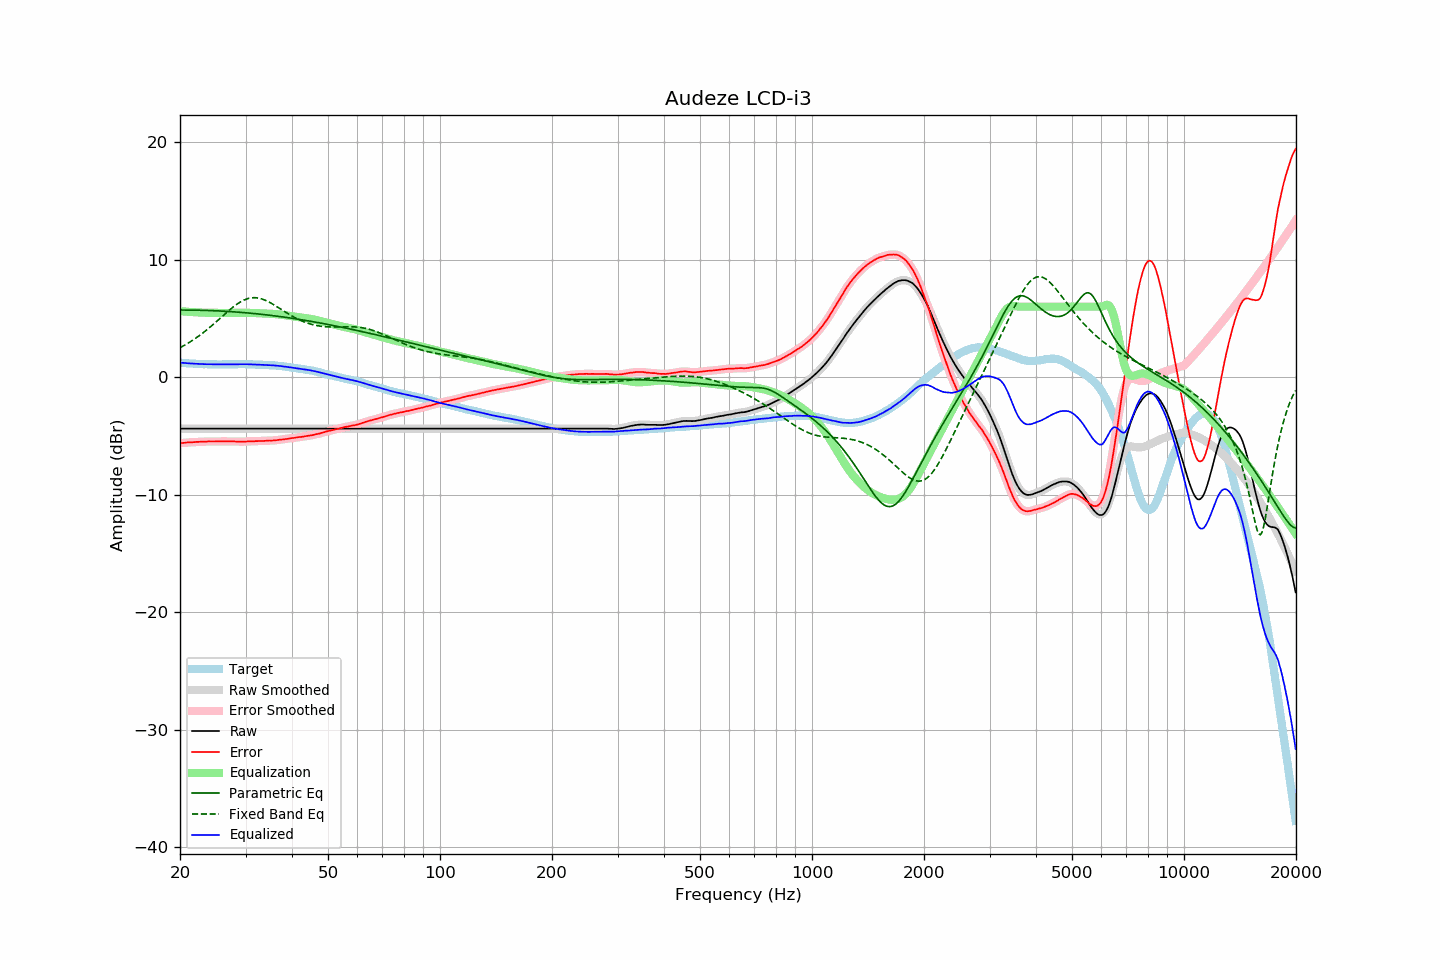 Audeze LCD-i3
Amplitude (dBr)
20
10
0
−10
−20
−30
−40
Target
Raw Smoothed
Error Smoothed
Raw
Error
Equalization
Parametric Eq
Fixed Band Eq
Equalized
20 50 100 200 500 1000 2000 5000 10000 20000
Frequency (Hz)